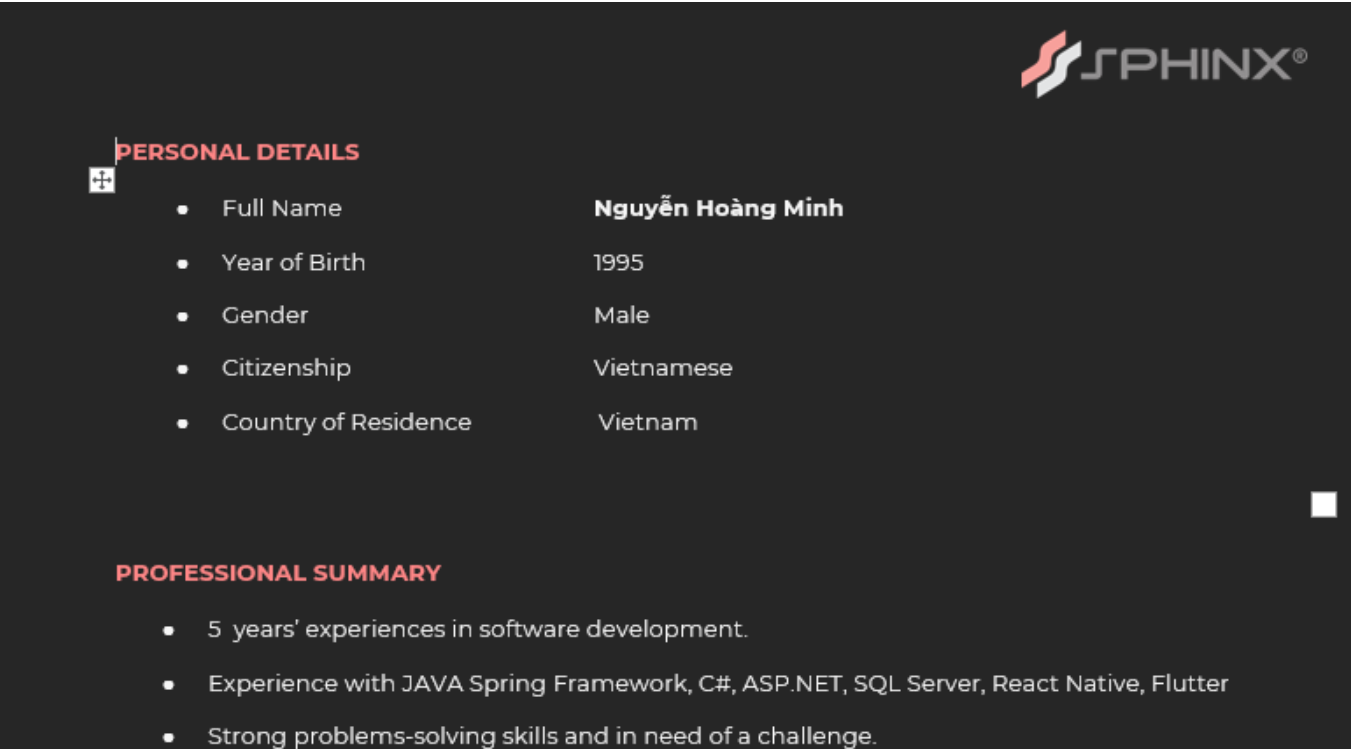 SPHINX®
PERSONAL DETAILS
● Full Name Nguyễn Hoàng Minh
● Year of Birth 1995
● Gender Male
● Citizenship Vietnamese
● Country of Residence Vietnam
PROFESSIONAL SUMMARY
● 5  years’ experiences in software development.
● Experience with JAVA Spring Framework, C#, ASP.NET, SQL Server, React Native, Flutter
● Strong problems-solving skills and in need of a challenge.